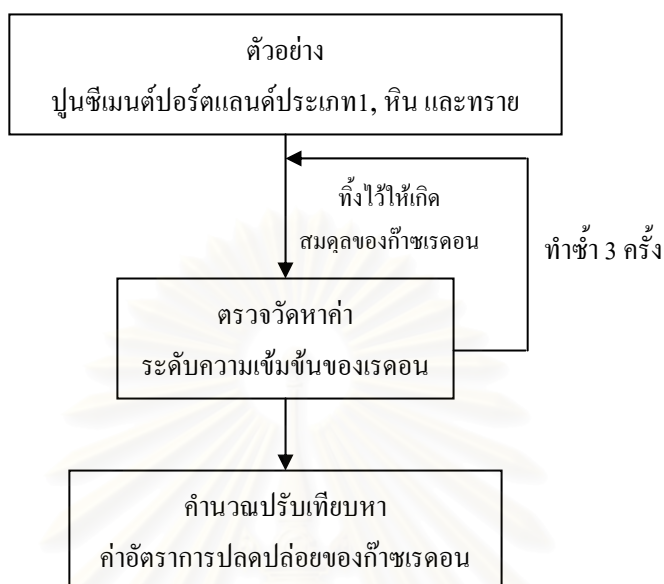 ตัวอย่าง
ปูนซีเมนต์ปอร์ตแลนด์ประเภท1, หิน และทราย
ทิ้งไว้ให้เกิด
สมดุลของก๊าซเรดอน
ทำซ้ำ 3 ครั้ง
ตรวจวัดหาค่า
ระดับความเข้มข้นของเรดอน
คำนวณปรับเทียบหา
ค่าอัตราการปลดปล่อยของก๊าซเรดอน